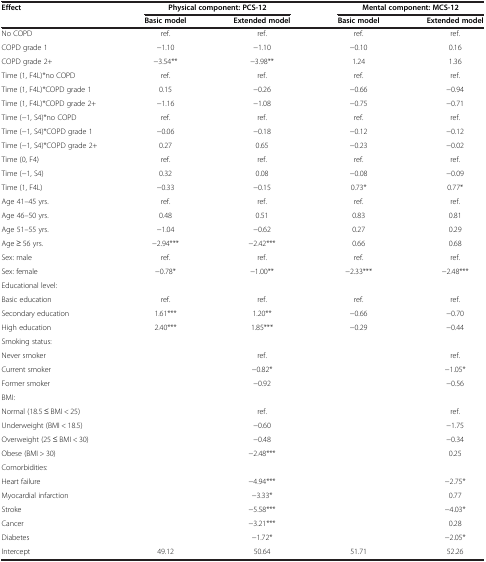 Effect Physical component: PCS-12 Mental component: MCS-12
Basic model Extended model Basic model Extended model
No COPD ref. ref. ref. ref.
COPD grade 1 −1.10 −1.10 −0.10 0.16
COPD grade 2+ −3.54** −3.98** 1.24 1.36
Time (1, F4L)*no COPD ref. ref. ref. ref.
Time (1, F4L)*COPD grade 1 0.15 −0.26 −0.66 −0.94
Time (1, F4L)*COPD grade 2+ −1.16 −1.08 −0.75 −0.71
Time (−1, S4)*no COPD ref. ref. ref. ref.
Time (−1, S4)*COPD grade 1 −0.06 −0.18 −0.12 −0.12
Time (−1, S4)*COPD grade 2+ 0.27 0.65 −0.23 −0.02
Time (0, F4) ref. ref. ref. ref.
Time (−1, S4) 0.32 0.08 −0.08 −0.09
Time (1, F4L) −0.33 −0.15 0.73* 0.77*
Age 41–45 yrs. ref. ref. ref. ref.
Age 46–50 yrs. 0.48 0.51 0.83 0.81
Age 51–55 yrs. −1.04 −0.62 0.27 0.29
Age ≥ 56 yrs. −2.94*** −2.42*** 0.66 0.68
Sex: male ref. ref. ref. ref.
Sex: female −0.78* −1.00** −2.33*** −2.48***
Educational level:
Basic education ref. ref. ref. ref.
Secondary education 1.61*** 1.20** −0.66 −0.70
High education 2.40*** 1.85*** −0.29 −0.44
Smoking status:
Never smoker ref. ref.
Current smoker −0.82* −1.05*
Former smoker −0.92 −0.56
BMI:
Normal (18.5 ≤ BMI < 25) ref. ref.
Underweight (BMI < 18.5) −0.60 −1.75
Overweight (25 ≤ BMI < 30) −0.48 −0.34
Obese (BMI > 30) −2.48*** 0.25
Comorbidities:
Heart failure −4.94*** −2.75*
Myocardial infarction −3.33* 0.77
Stroke −5.58*** −4.03*
Cancer −3.21*** 0.28
Diabetes −1.72* −2.05*
Intercept 49.12 50.64 51.71 52.26